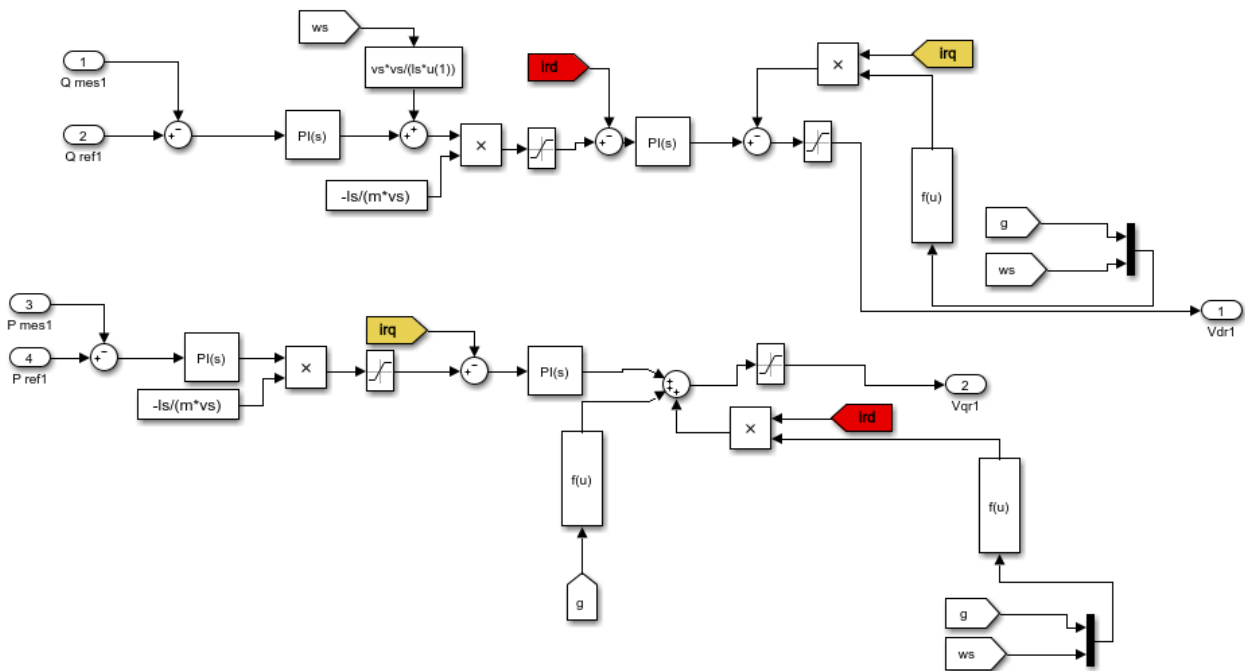 ws
1
Q mes1
vs*vs/(ls*u(1))
ird
×
irq
2
Q ref1
PI(s)
×
PI(s)
-ls/(m*vs)
f(u)
g
ws
3
P mes1
1
Vdr1
irq
4
P ref1
PI(s)
×
PI(s)
2
Vqr1
-ls/(m*vs)
×
ird
f(u)
f(u)
g
g
ws